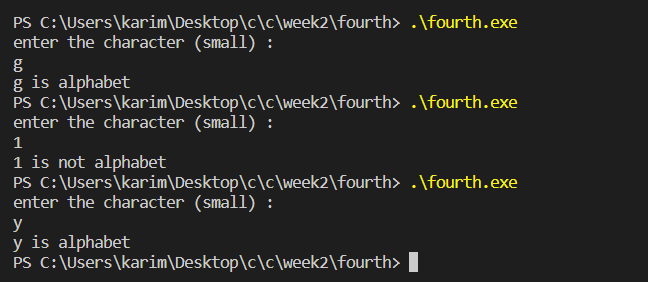 PS C:\Users\karim\Desktop\c\c\week2\fourth> .\fourth.exe
enter the character (small) :
g
g is alphabet
PS C:\Users\karim\Desktop\c\c\week2\fourth> .\fourth.exe
enter the character (small) :
1
1 is not alphabet
PS C:\Users\karim\Desktop\c\c\week2\fourth> .\fourth.exe
enter the character (small) :
y
y is alphabet
PS C:\Users\karim\Desktop\c\c\week2\fourth>